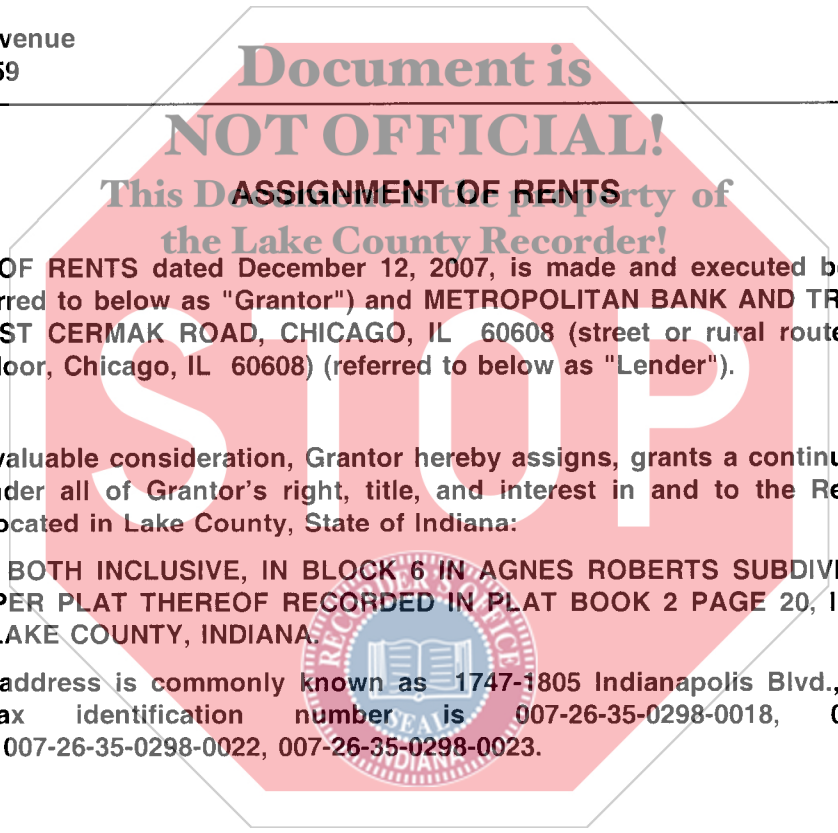 venue
59
Document is
NOT OFFICIAL!
ASSIGNMENT OF RENTS
This Document is the property of
the Lake County Recorder!
OF RENTS dated December 12, 2007, is made and executed b
rred to below as "Grantor") and METROPOLITAN BANK AND TR
ST CERMAK ROAD, CHICAGO, IL 60608 (street or rural route
loor, Chicago, IL 60608) (referred to below as "Lender").
STOP
valuable consideration, Grantor hereby assigns, grants a continu
der all of Grantor's right, title, and interest in and to the Re
ocated in Lake County, State of Indiana:
BOTH INCLUSIVE, IN BLOCK 6 IN AGNES ROBERTS SUBDIV
PER PLAT THEREOF RECORDED IN PLAT BOOK 2 PAGE 20, I
LAKE COUNTY, INDIANA.
address is commonly known as 1747-1805 Indianapolis Blvd.,
ax identification number is 007-26-35-0298-0018, 0
007-26-35-0298-0022, 007-26-35-0298-0023.
RECORDER'S OFFICE
SEAL
INDIANA